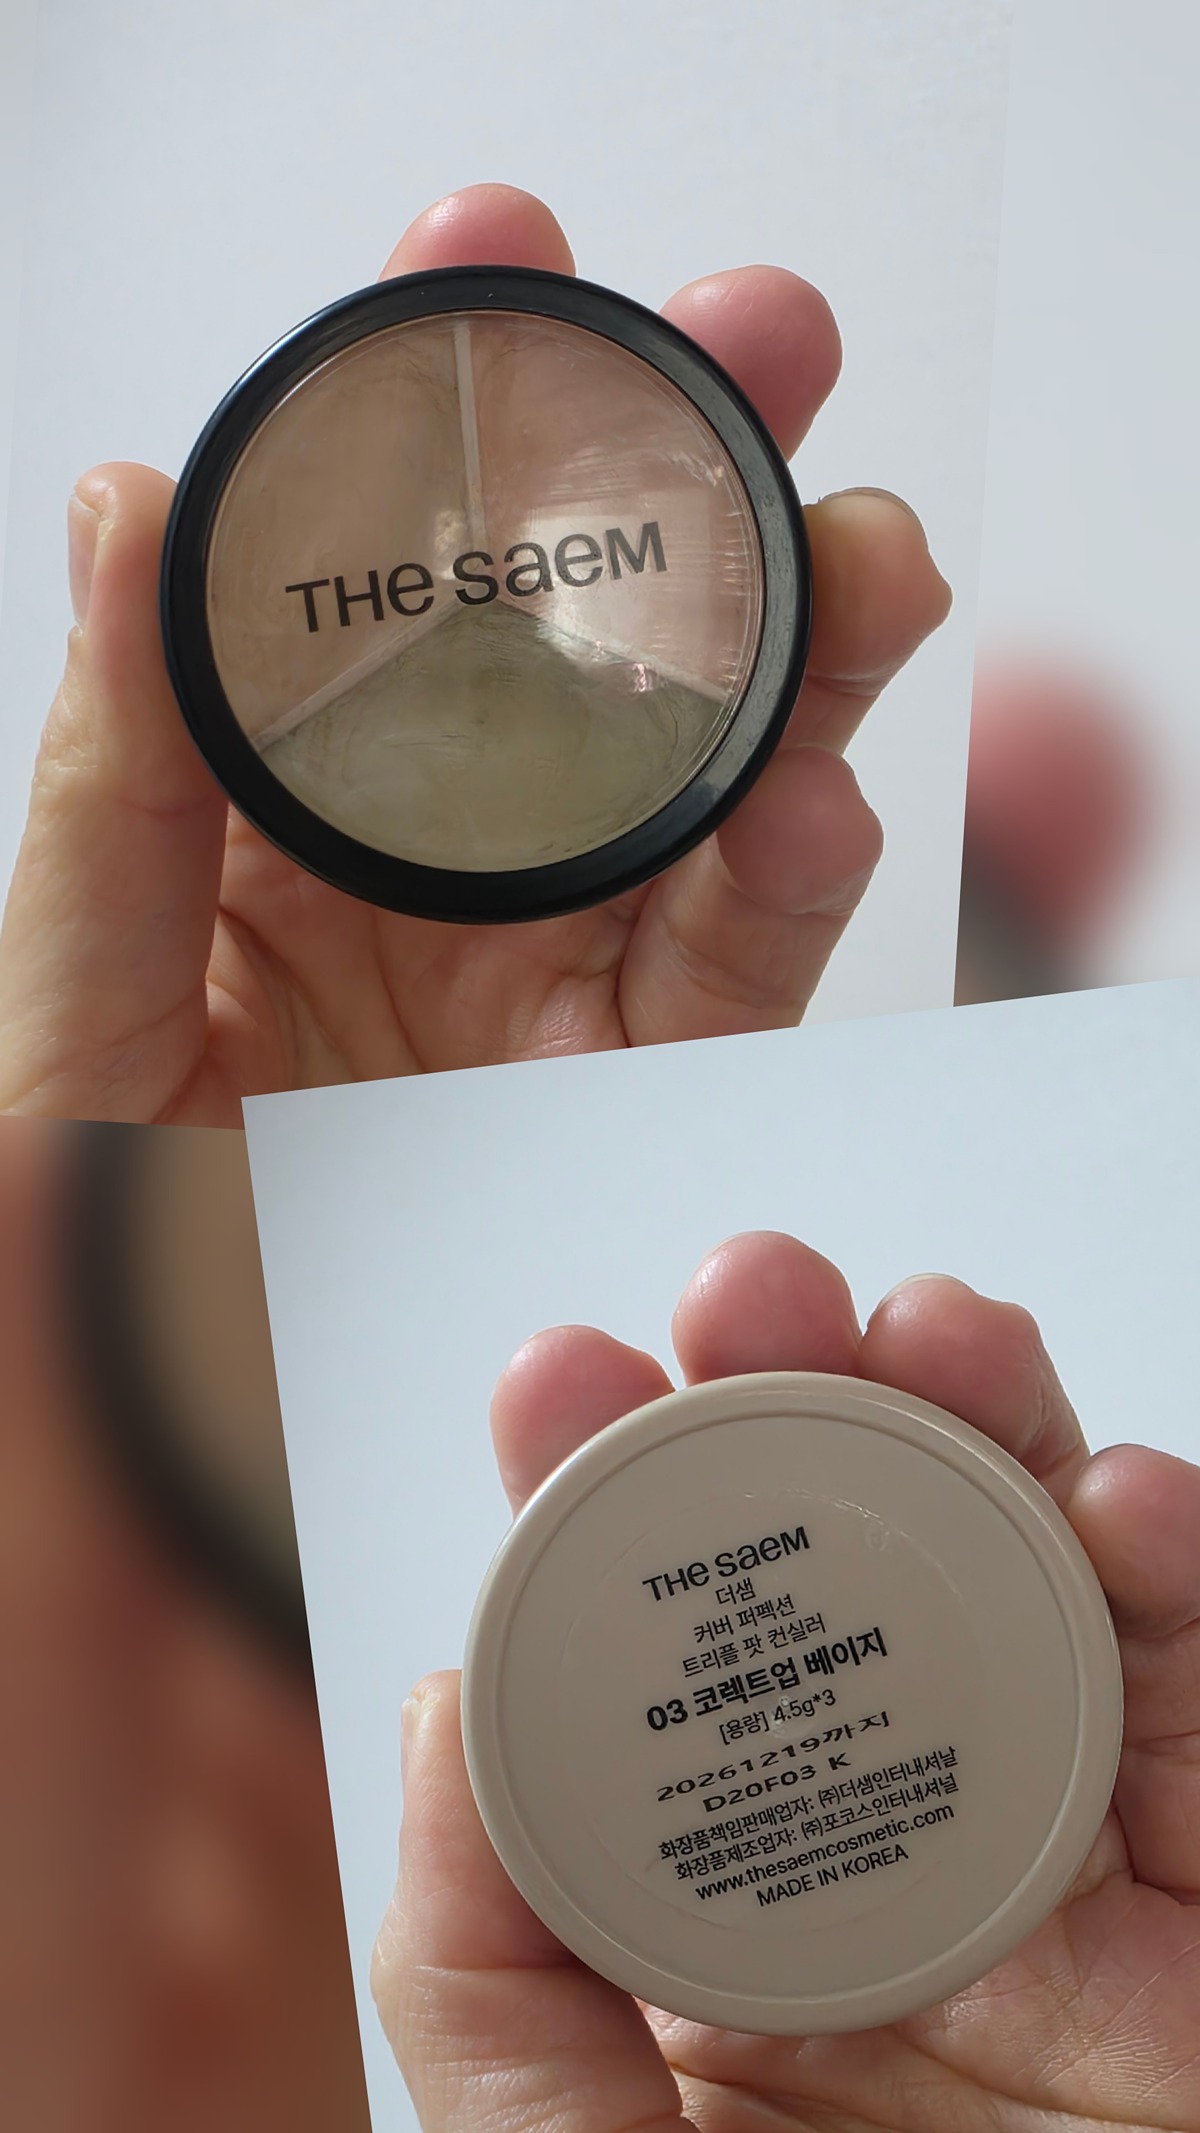 THE SAEM
THE SAEM
더샘
커버 퍼펙션
트리플 팟 컨실러
03 코렉트업 베이지
[용량] 4.5g*3
20261219까지
D20F03 K
화장품책임판매업자: ㈜더샘인터내셔날
화장품제조업자: ㈜포코스인터내셔널
www.thesaemcosmetic.com
MADE IN KOREA